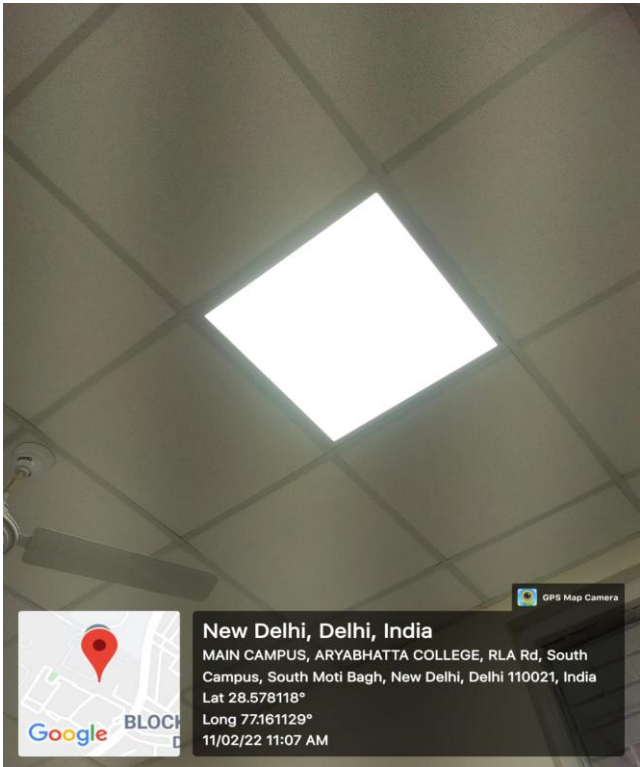 GPS Map Camera
New Delhi, Delhi, India
MAIN CAMPUS, ARYABHATTA COLLEGE, RLA Rd, South
Campus, South Moti Bagh, New Delhi, Delhi 110021, India
Lat 28.578118°
Long 77.161129°
11/02/22 11:07 AM
BLOCK
D
Google